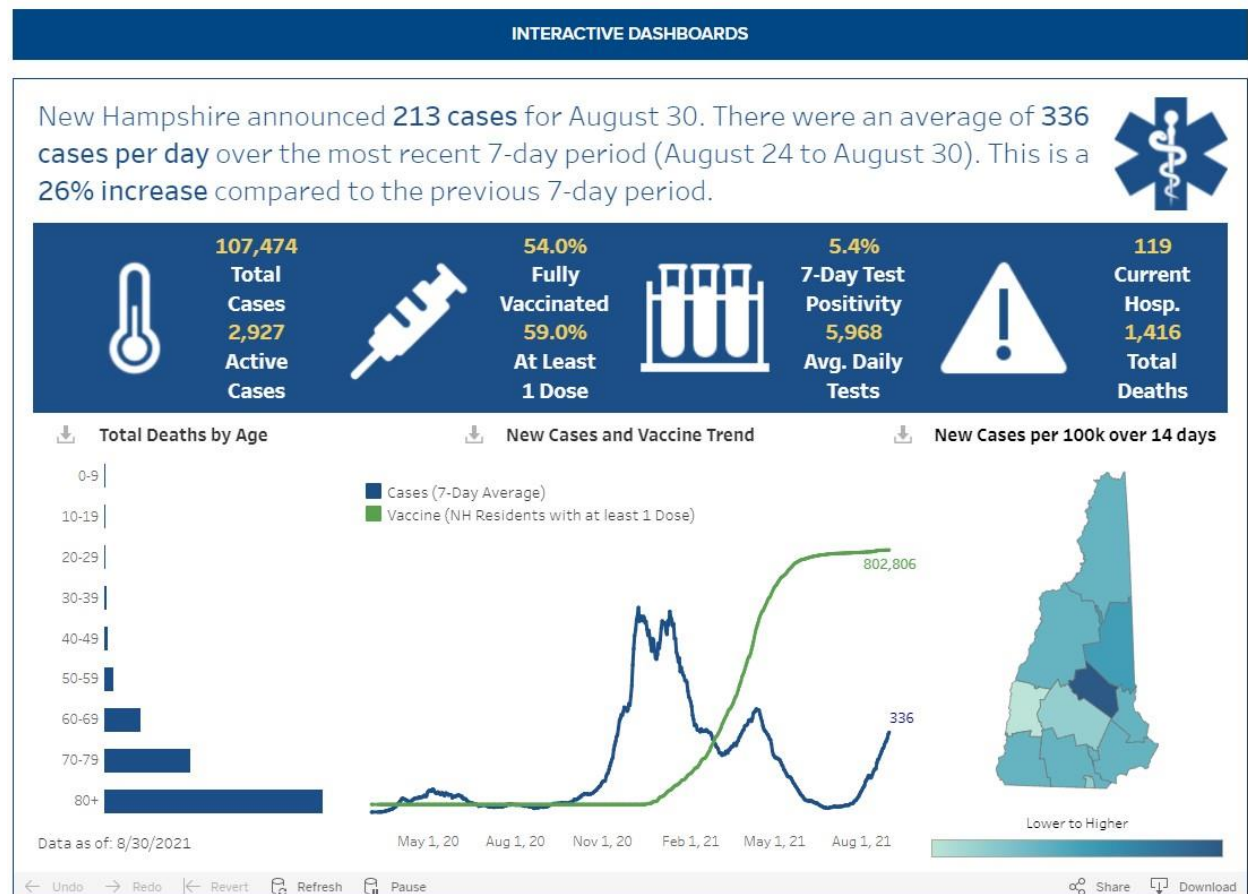 INTERACTIVE DASHBOARDS
New Hampshire announced 213 cases for August 30. There were an average of 336
cases per day over the most recent 7-day period (August 24 to August 30). This is a
26% increase compared to the previous 7-day period.
107,474
Total
Cases
2,927
Active
Cases
54.0%
Fully
Vaccinated
59.0%
At Least
1 Dose
5.4%
7-Day Test
Positivity
5,968
Avg. Daily
Tests
119
Current
Hosp.
1,416
Total
Deaths
Total Deaths by Age
0-9
10-19
20-29
30-39
40-49
50-59
60-69
70-79
80+
Data as of: 8/30/2021
New Cases and Vaccine Trend
Cases (7-Day Average)
Vaccine (NH Residents with at least 1 Dose)
802,806
336
May 1, 20 Aug 1, 20 Nov 1, 20 Feb 1, 21 May 1, 21 Aug 1, 21
New Cases per 100k over 14 days
Lower to Higher
Undo Redo Revert Refresh Pause Share Download